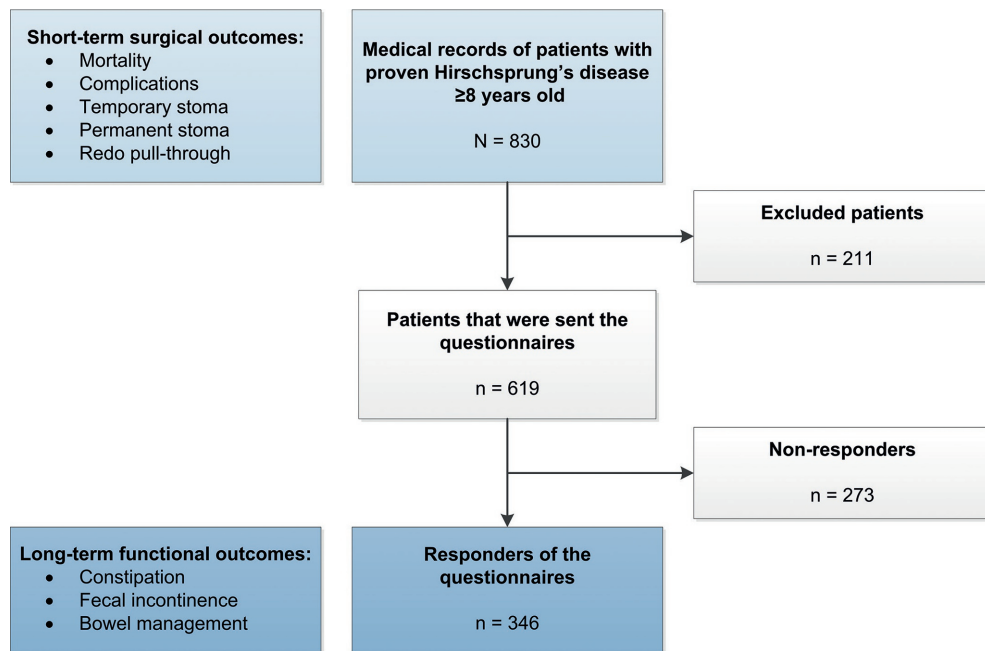 Short-term surgical outcomes:
• Mortality
• Complications
• Temporary stoma
• Permanent stoma
• Redo pull-through
Medical records of patients with
proven Hirschsprung's disease
≥8 years old
N = 830
Excluded patients
n = 211
Patients that were sent the
questionnaires
n = 619
Non-responders
n = 273
Long-term functional outcomes:
• Constipation
• Fecal incontinence
• Bowel management
Responders of the
questionnaires
n = 346